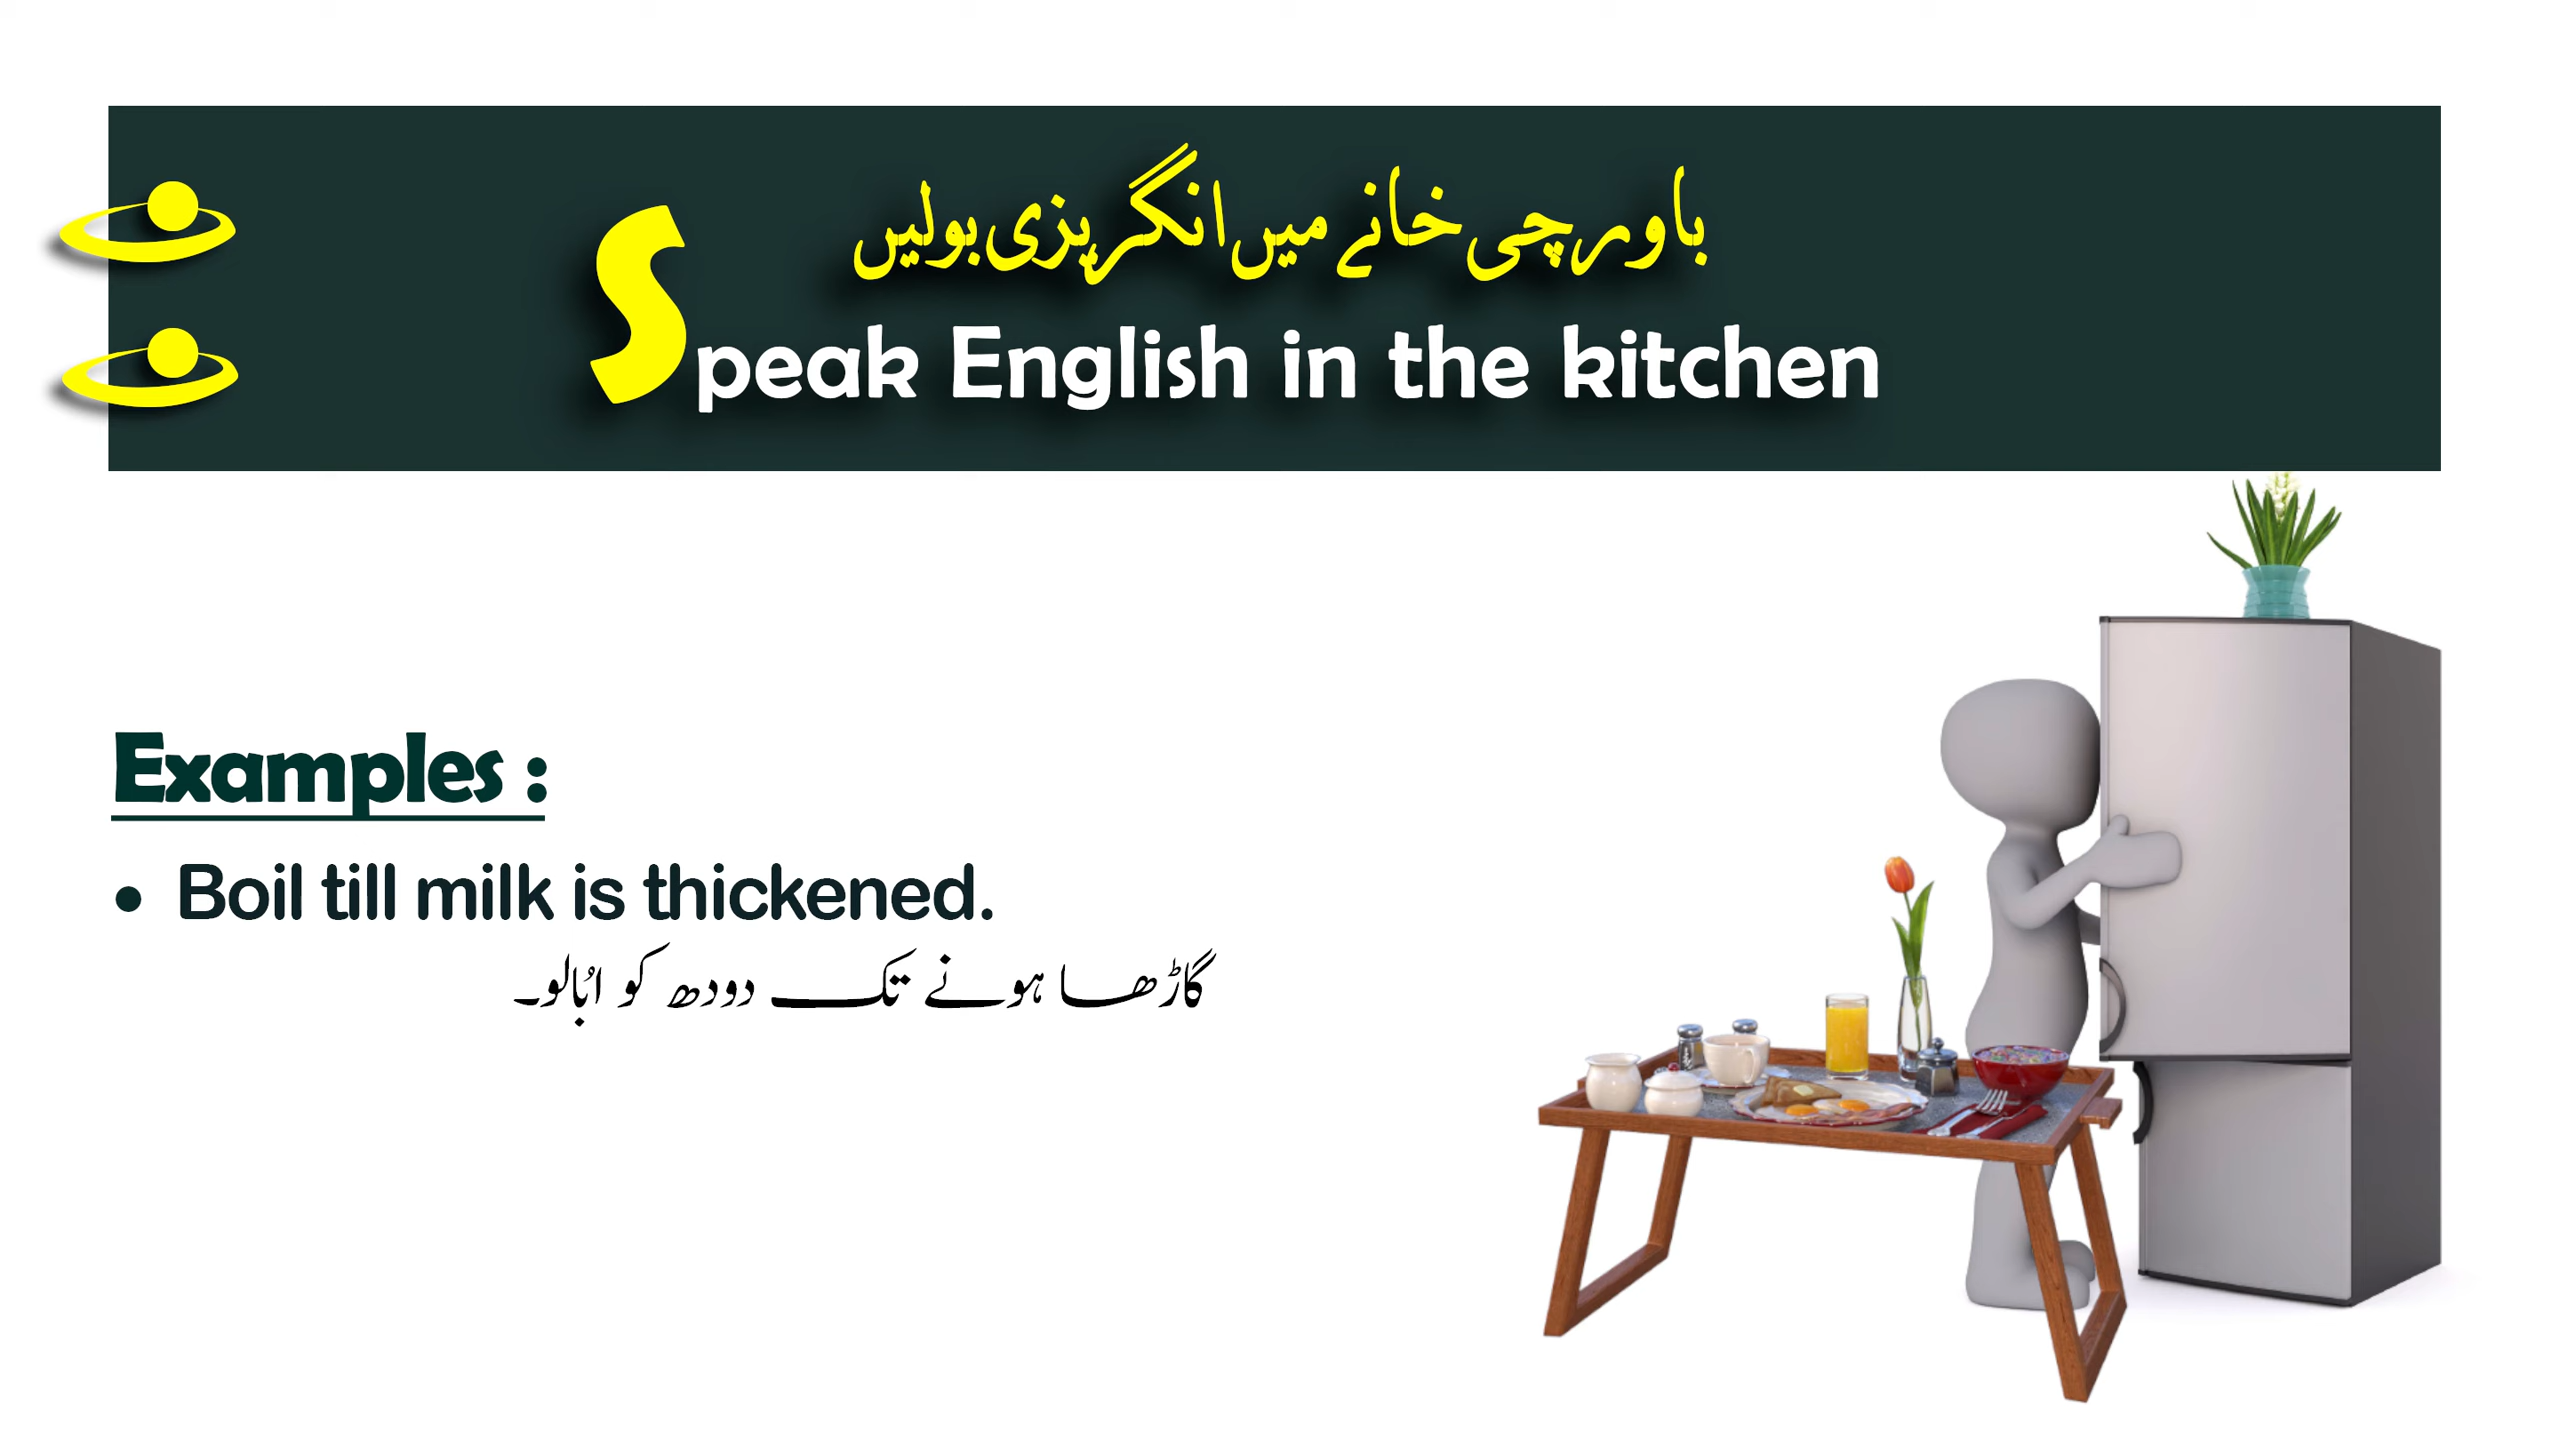 باورچی خانے میں انگریزی بولیں
Speak English in the kitchen
Examples :
• Boil till milk is thickened.
گاڑھا ہونے تک دودھ کو اُبالو۔